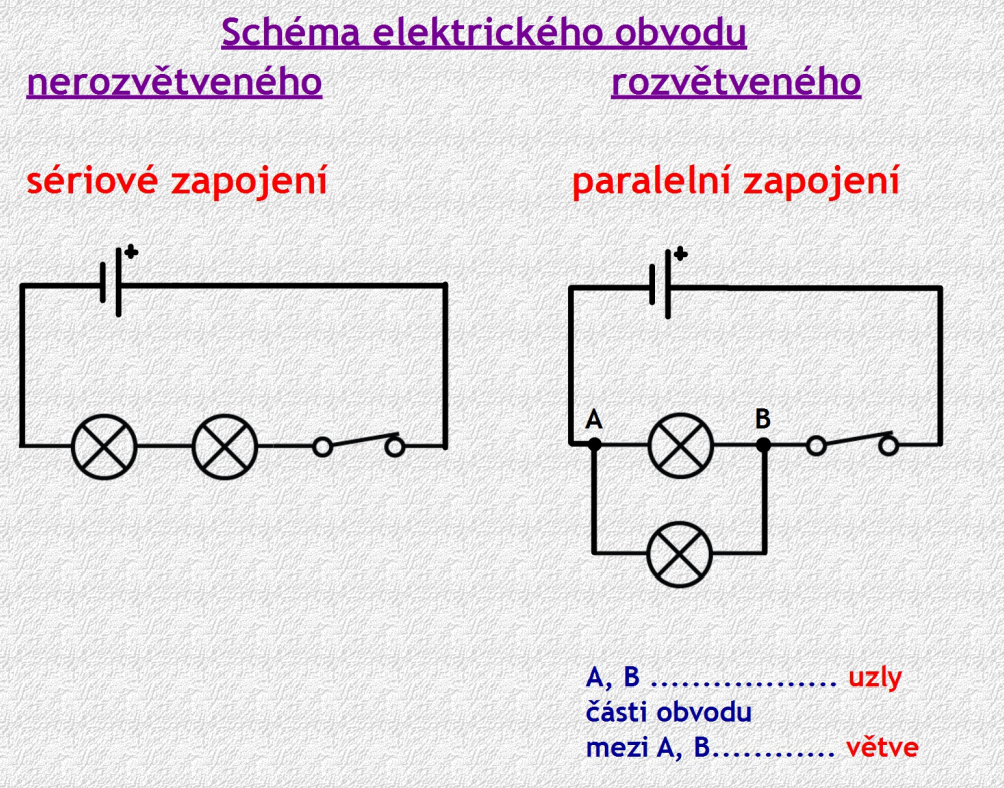 Schéma elektrického obvodu
nerozvětveného
rozvětveného
sériové zapojení
paralelní zapojení
+
+
A
B
A, B .................. uzly
části obvodu
mezi A, B............ větve